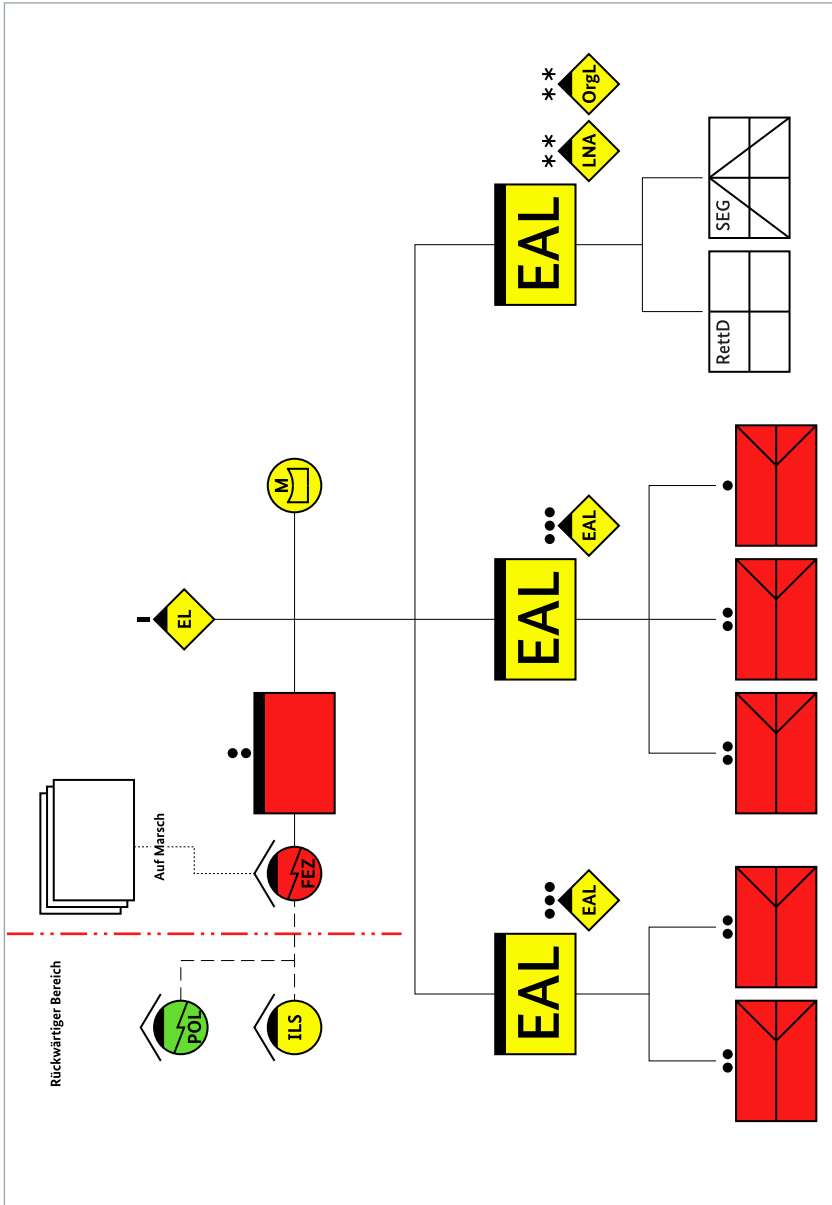 Rückwärtiger Bereich
POL
ILS
Auf Marsch
FEZ
EL
M
EAL
EAL
EAL
EAL
EAL
LNA
**
OrgL
**
RettD
SEG